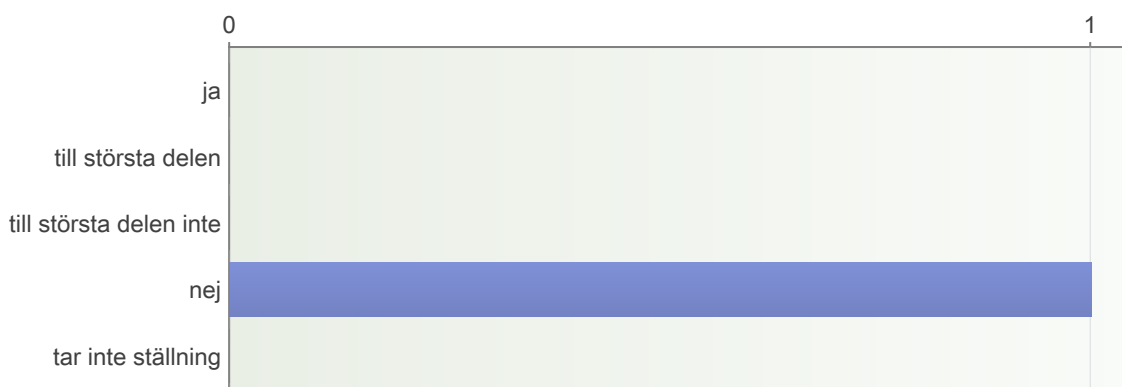 0 1
ja
till största delen
till största delen inte
nej
tar inte ställning